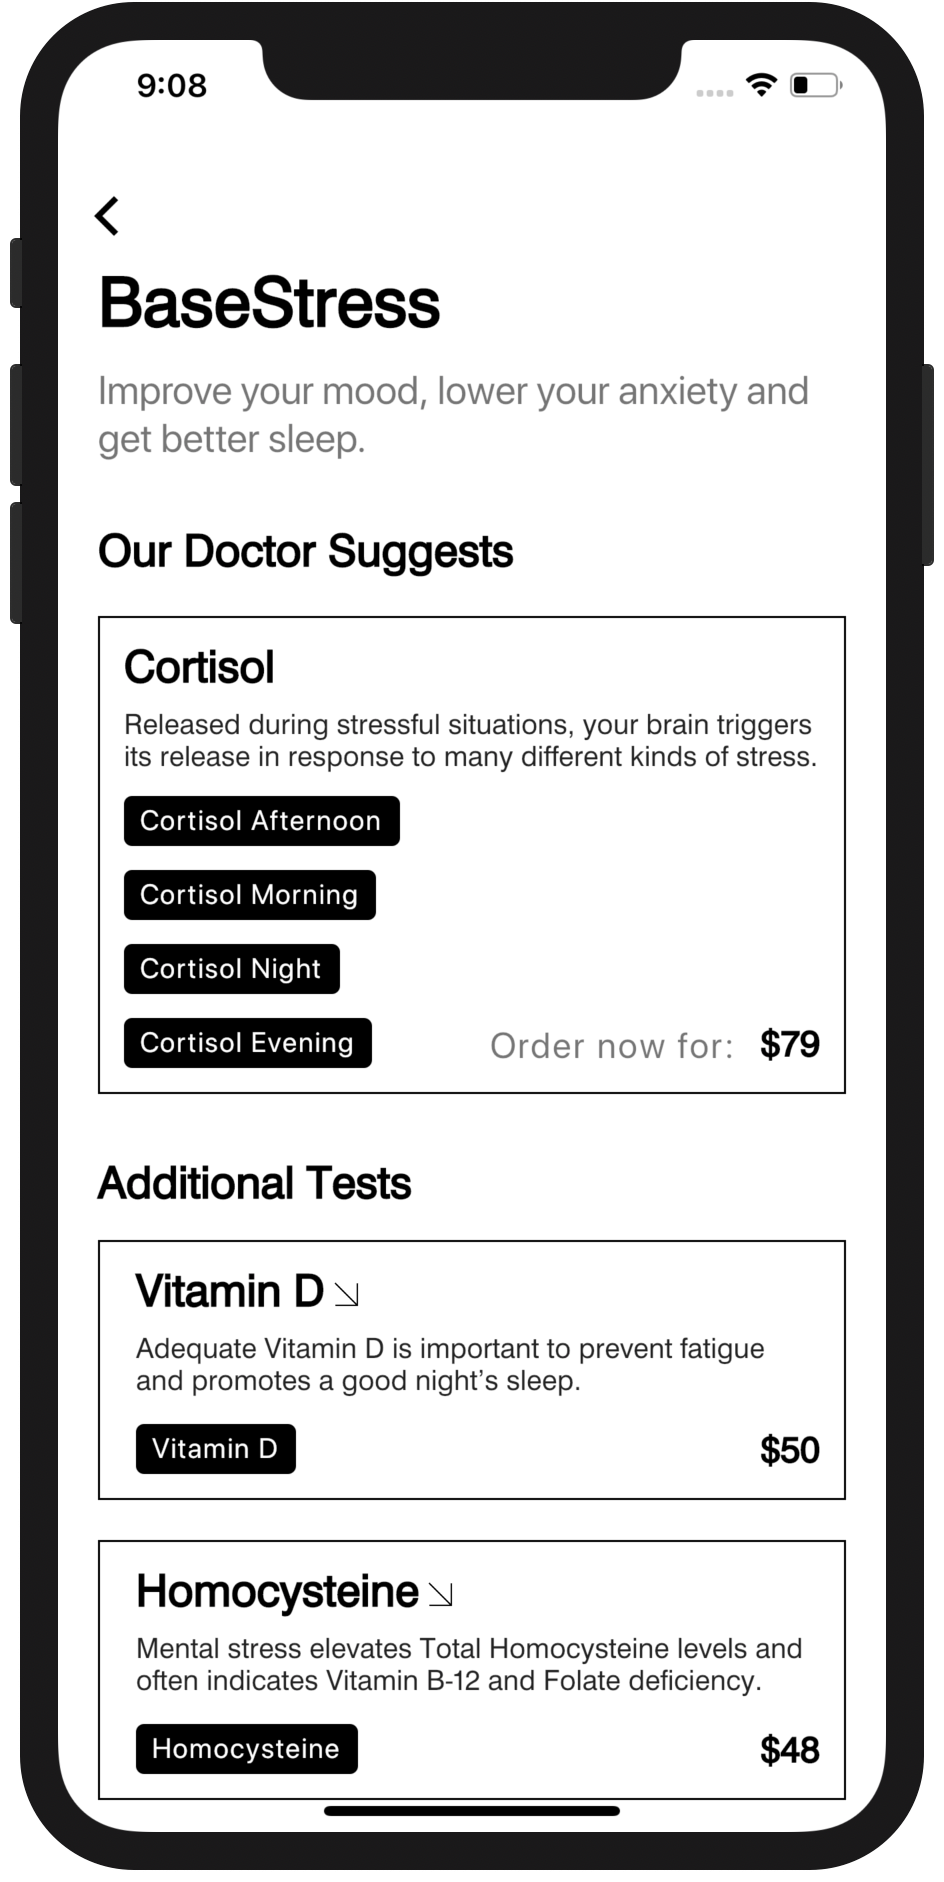 9:08
BaseStress
Improve your mood, lower your anxiety and
get better sleep.
Our Doctor Suggests
Cortisol
Released during stressful situations, your brain triggers
its release in response to many different kinds of stress.
Cortisol Afternoon
Cortisol Morning
Cortisol Night
Cortisol Evening
Order now for: $79
Additional Tests
Vitamin D
Adequate Vitamin D is important to prevent fatigue
and promotes a good night’s sleep.
Vitamin D
$50
Homocysteine
Mental stress elevates Total Homocysteine levels and
often indicates Vitamin B-12 and Folate deficiency.
Homocysteine
$48